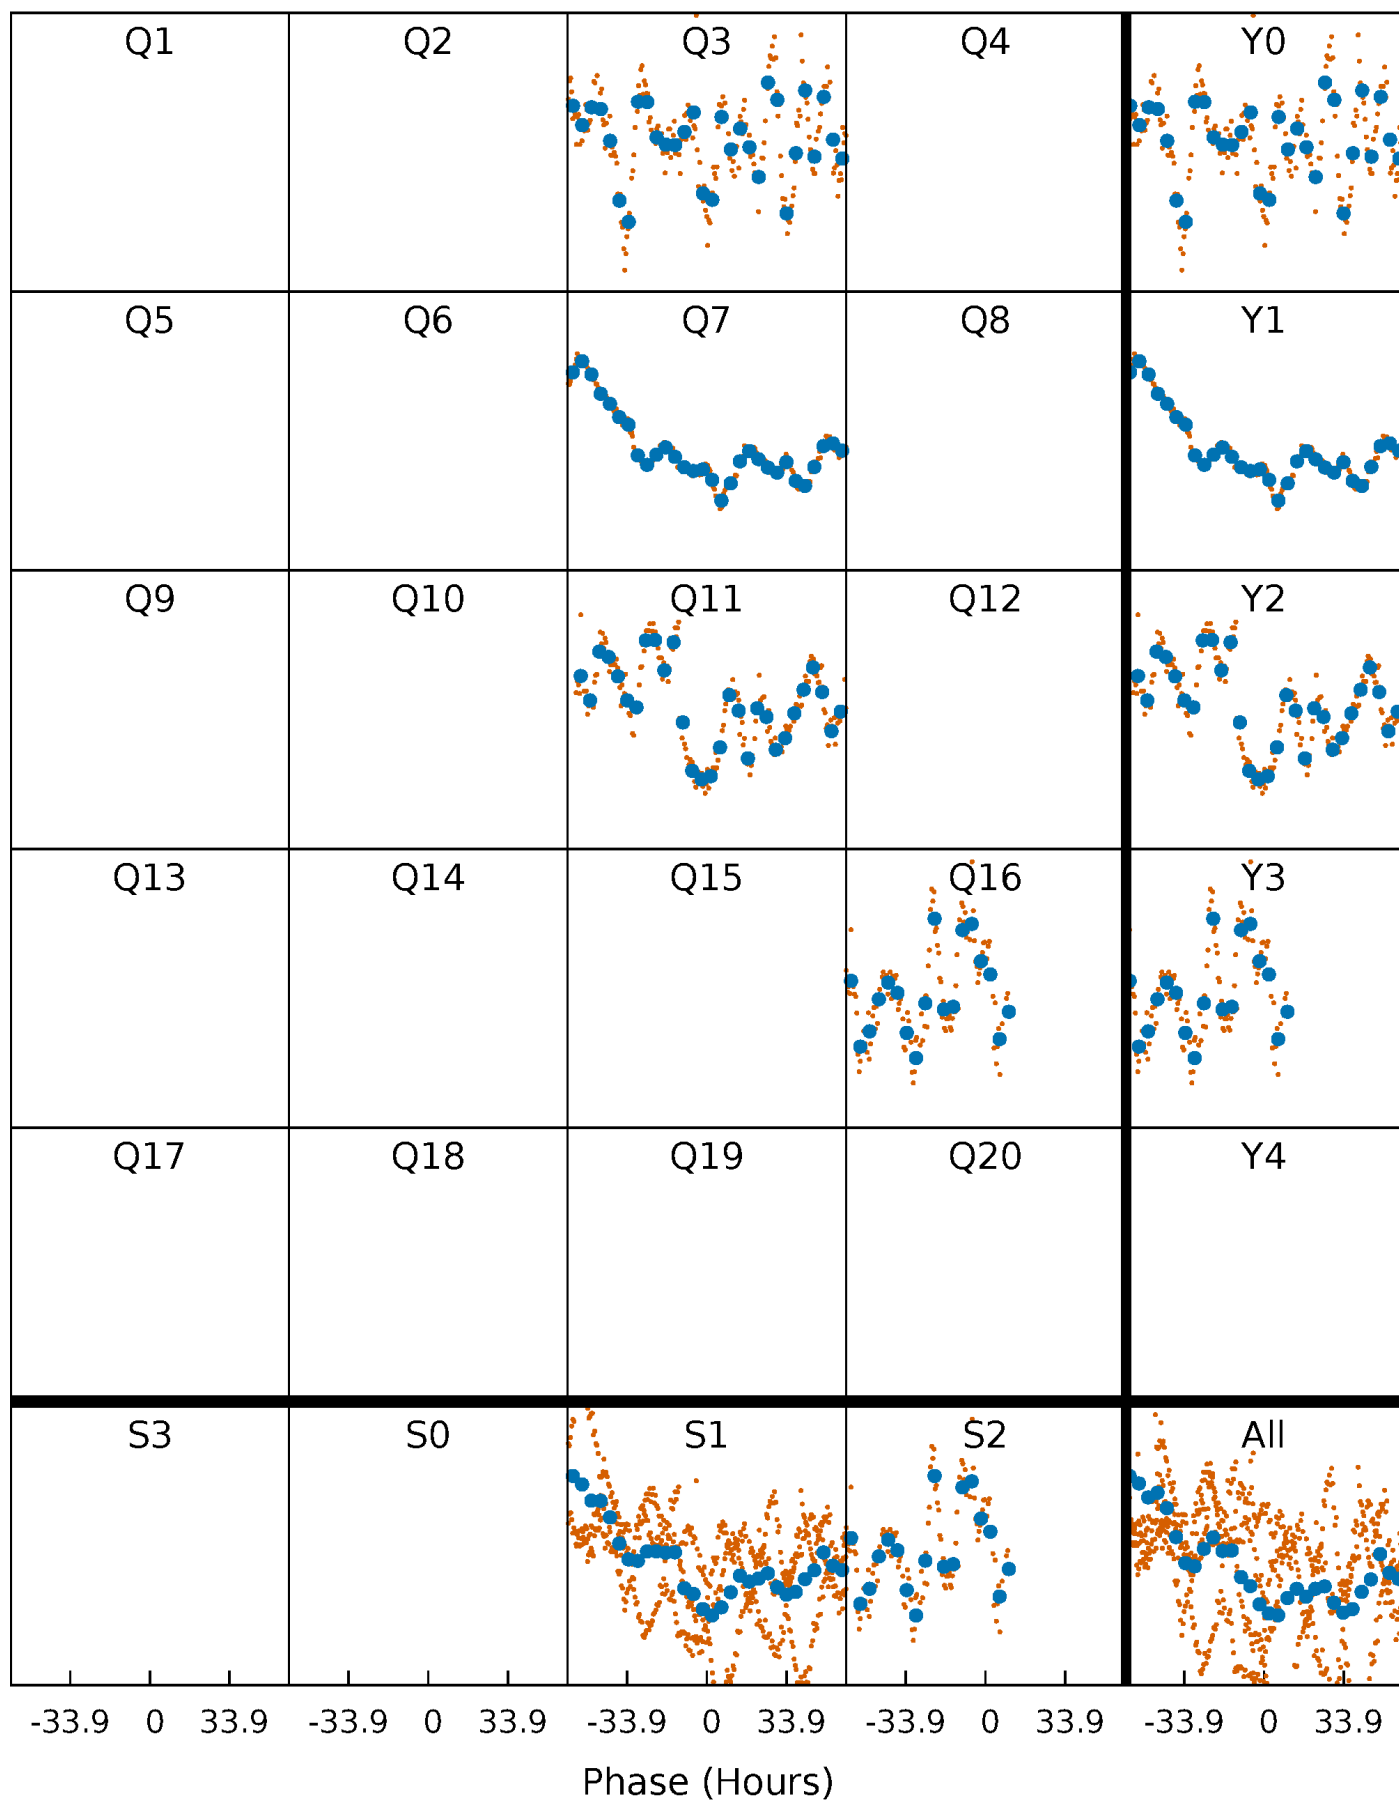 Q1 Q2 Q3 Q4 Y0
Q5 Q6 Q7 Q8 Y1
Q9 Q10 Q11 Q12 Y2
Q13 Q14 Q15 Q16 Y3
Q17 Q18 Q19 Q20 Y4
S3 S0 S1 S2 All
-33.9 0 33.9 -33.9 0 33.9 -33.9 0 33.9 -33.9 0 33.9 -33.9 0 33.9
Phase (Hours)